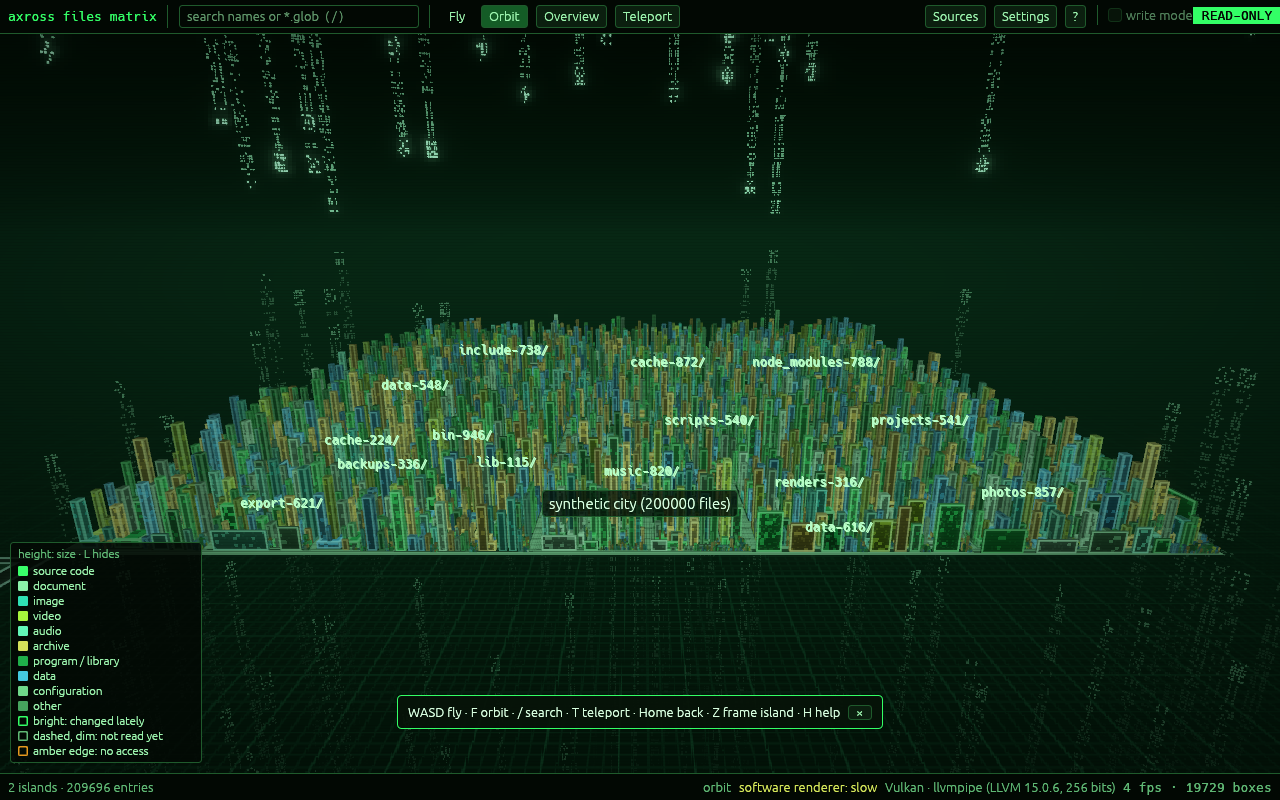 axross files matrix
search names or *.glob (/)
Fly
Orbit
Overview
Teleport
Sources
Settings
?
write mode
READ-ONLY
include-738/
cache-872/
node_modules-788/
data-548/
scripts-540/
projects-541/
cache-224/
bin-946/
backups-336/
lib-115/
music-820/
renders-316/
photos-857/
export-621/
synthetic city (200000 files)
data-616/
height: size · L hides
source code
document
image
video
audio
archive
program / library
data
configuration
other
bright: changed lately
dashed, dim: not read yet
amber edge: no access
WASD fly · F orbit · / search · T teleport · Home back · Z frame island · H help ×
2 islands · 209696 entries
orbit software renderer: slow Vulkan · llvmpipe (LLVM 15.0.6, 256 bits) 4 fps · 19729 boxes